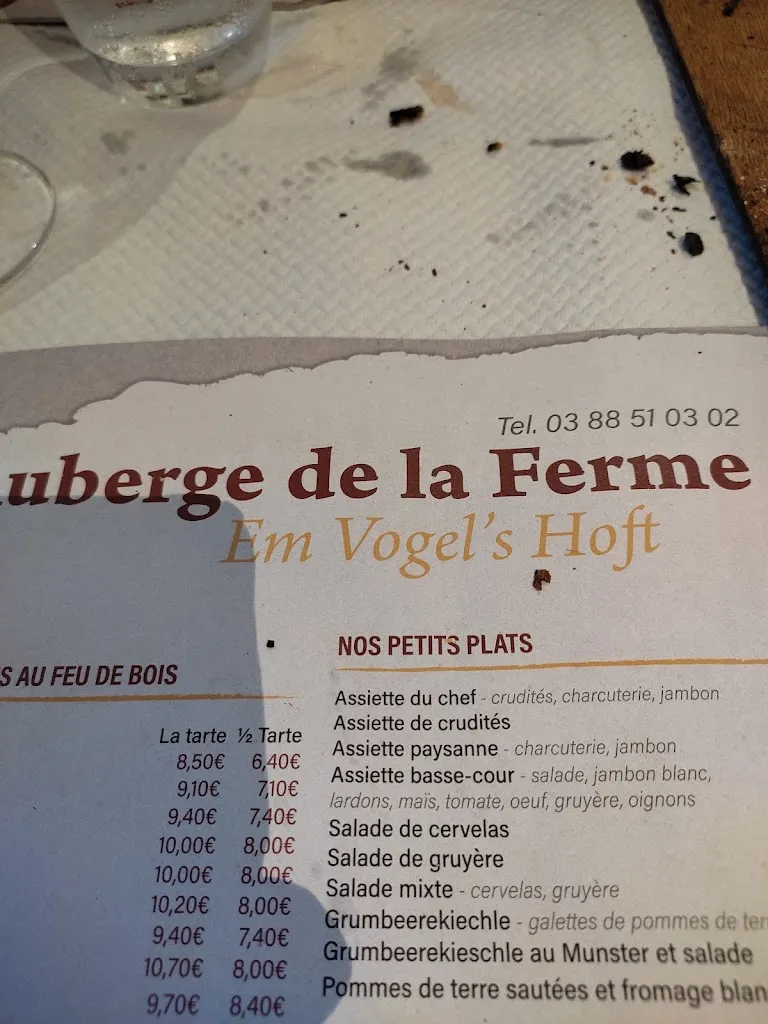 Tel. 03 88 51 03 02
uberge de la Ferme
Em Vogel's Hoft
S AU FEU DE BOIS
La tarte ½ Tarte
8,50€ 6,40€
9,10€ 7,10€
9,40€ 7,40€
10,00€ 8,00€
10,00€ 8,00€
10,20€ 8,00€
9,40€ 7,40€
10,70€ 8,00€
9,70€ 8,40€
NOS PETITS PLATS
Assiette du chef - crudités, charcuterie, jambon
Assiette de crudités
Assiette paysanne - charcuterie, jambon
Assiette basse-cour - salade, jambon blanc,
lardons, maïs, tomate, oeuf, gruyère, oignons
Salade de cervelas
Salade de gruyère
Salade mixte - cervelas, gruyère
Grumbeerekiechle - galettes de pommes de ter
Grumbeerekieschle au Munster et salade
Pommes de terre sautées et fromage blan